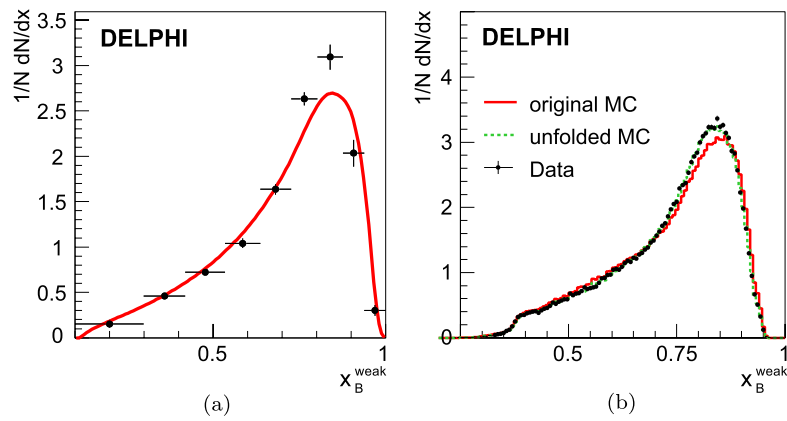 1/N dN/dx
DELPHI
3.5
3
2.5
2
1.5
1
0.5
0
0.5
1
x_B^weak
(a)
1/N dN/dx
DELPHI
4
original MC
unfolded MC
Data
3
2
1
0
0.5
0.75
1
x_B^weak
(b)